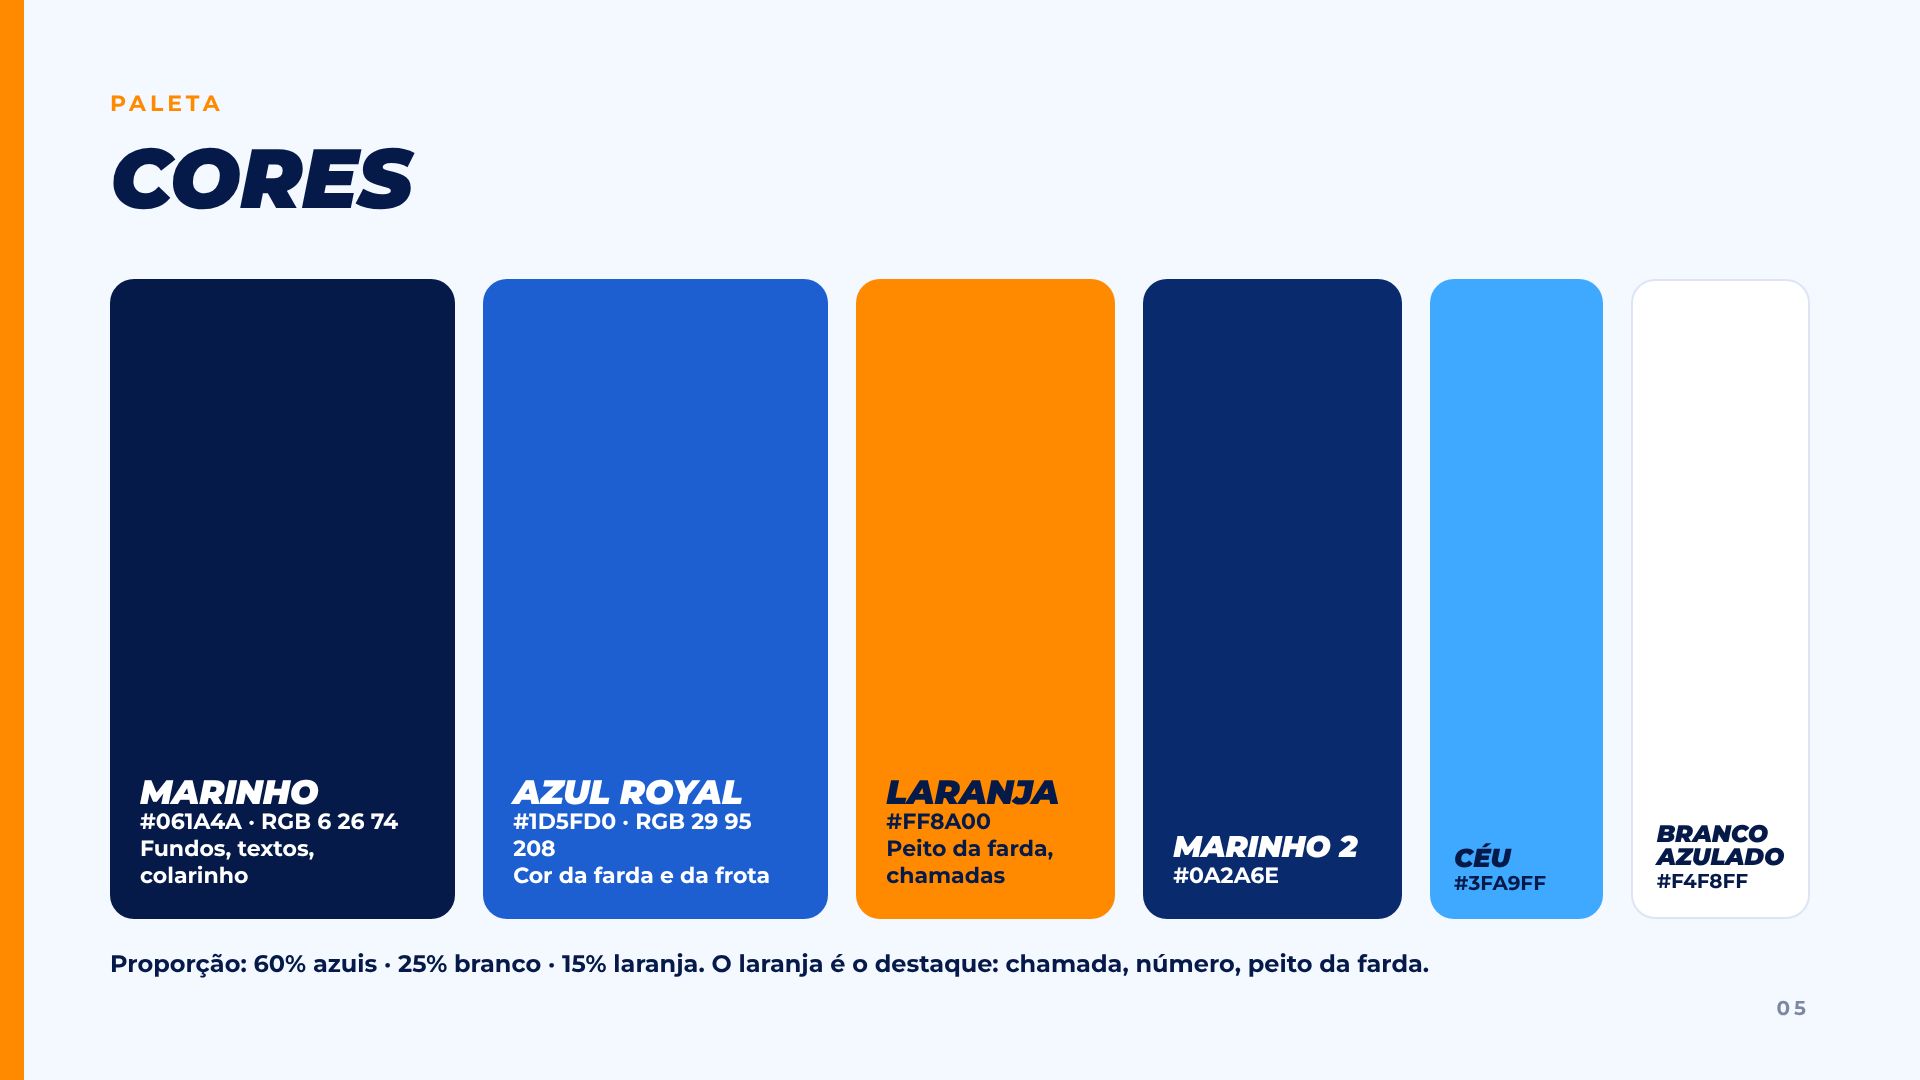 PALETA
CORES
MARINHO
#061A4A · RGB 6 26 74
Fundos, textos,
colarinho
AZUL ROYAL
#1D5FD0 · RGB 29 95
208
Cor da farda e da frota
LARANJA
#FF8A00
Peito da farda,
chamadas
MARINHO 2
#0A2A6E
CÉU
#3FA9FF
BRANCO
AZULADO
#F4F8FF
Proporção: 60% azuis · 25% branco · 15% laranja. O laranja é o destaque: chamada, número, peito da farda.
05